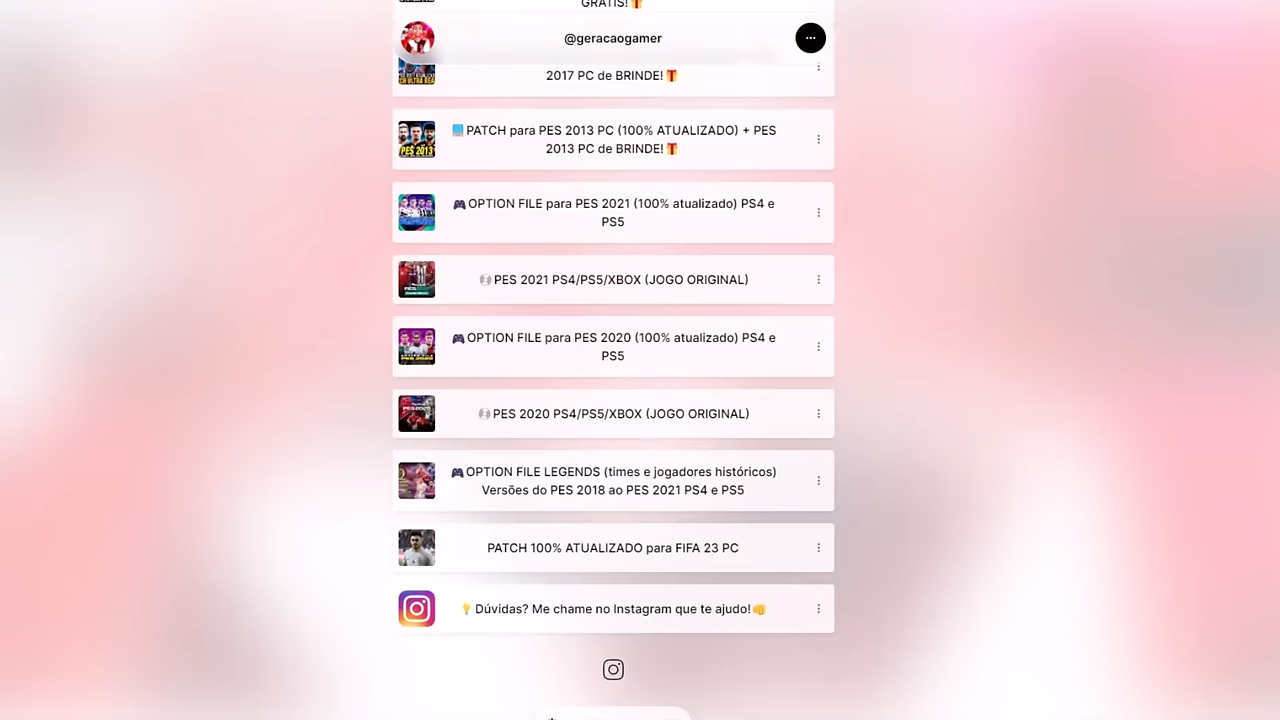 GRÁTIS!🎁
@geracaogamer
2017 PC de BRINDE!🎁
PATCH para PES 2013 PC (100% ATUALIZADO) + PES
2013 PC de BRINDE!🎁
PES 2013
🎮OPTION FILE para PES 2021 (100% atualizado) PS4 e
PS5
PES 2021 PS4/PS5/XBOX (JOGO ORIGINAL)
🎮OPTION FILE para PES 2020 (100% atualizado) PS4 e
PS5
PES 2020 PS4/PS5/XBOX (JOGO ORIGINAL)
🎮OPTION FILE LEGENDS (times e jogadores históricos)
Versões do PES 2018 ao PES 2021 PS4 e PS5
PATCH 100% ATUALIZADO para FIFA 23 PC
💡Dúvidas? Me chame no Instagram que te ajudo!👊